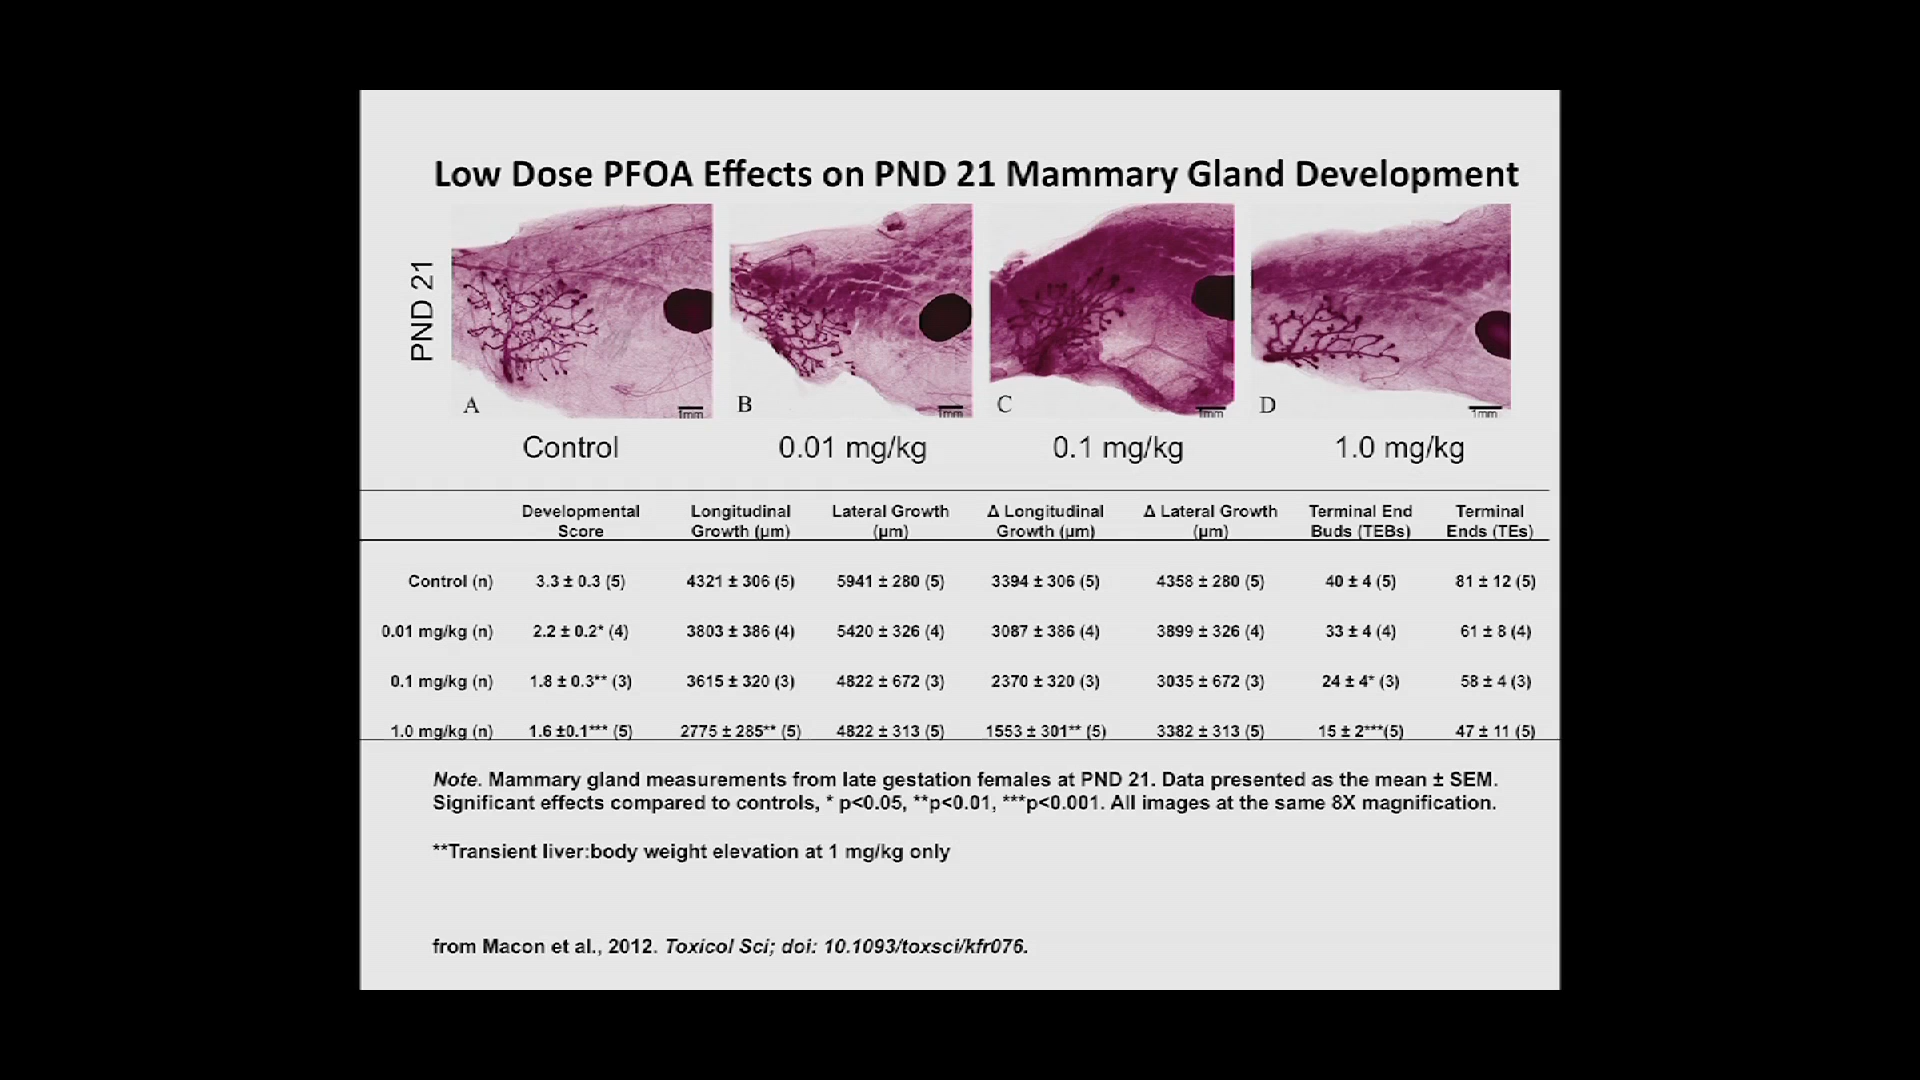 Low Dose PFOA Effects on PND 21 Mammary Gland Development
PND 21
A
1mm
B
1mm
C
1mm
D
1mm
Control
0.01 mg/kg
0.1 mg/kg
1.0 mg/kg
Developmental Score
Longitudinal Growth (µm)
Lateral Growth (µm)
Δ Longitudinal Growth (µm)
Δ Lateral Growth (µm)
Terminal End Buds (TEBs)
Terminal Ends (TEs)
Control (n) 3.3 ± 0.3 (5) 4321 ± 306 (5) 5941 ± 280 (5) 3394 ± 306 (5) 4358 ± 280 (5) 40 ± 4 (5) 81 ± 12 (5)
0.01 mg/kg (n) 2.2 ± 0.2* (4) 3803 ± 386 (4) 5420 ± 326 (4) 3087 ± 386 (4) 3899 ± 326 (4) 33 ± 4 (4) 61 ± 8 (4)
0.1 mg/kg (n) 1.8 ± 0.3** (3) 3615 ± 320 (3) 4822 ± 672 (3) 2370 ± 320 (3) 3035 ± 672 (3) 24 ± 4* (3) 58 ± 4 (3)
1.0 mg/kg (n) 1.6 ±0.1*** (5) 2775 ± 285** (5) 4822 ± 313 (5) 1553 ± 301** (5) 3382 ± 313 (5) 15 ± 2***(5) 47 ± 11 (5)
Note. Mammary gland measurements from late gestation females at PND 21. Data presented as the mean ± SEM.
Significant effects compared to controls, * p<0.05, **p<0.01, ***p<0.001. All images at the same 8X magnification.
**Transient liver:body weight elevation at 1 mg/kg only
from Macon et al., 2012. Toxicol Sci; doi: 10.1093/toxsci/kfr076.